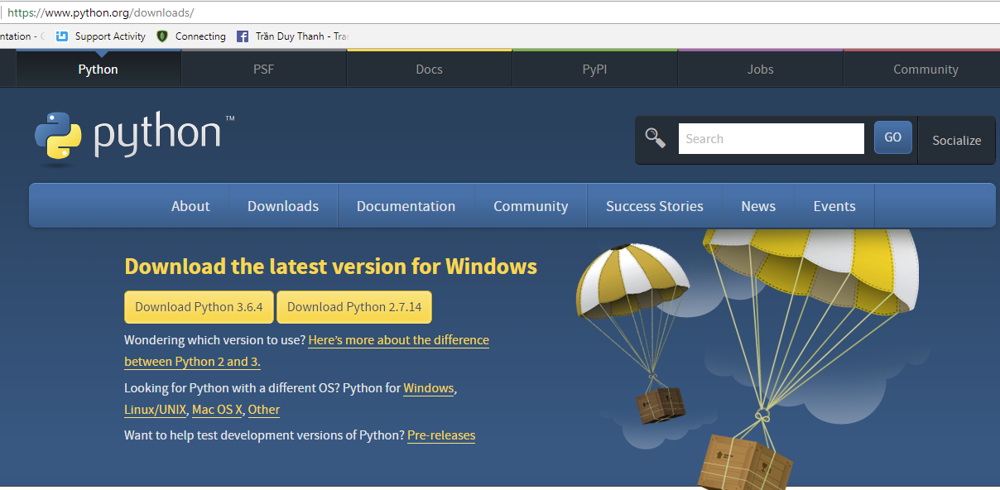 https://www.python.org/downloads/
ntation - Support Activity Connecting Trần Duy Thanh -
Python PSF Docs PyPI Jobs Community
python™
Search GO Socialize
About Downloads Documentation Community Success Stories News Events
Download the latest version for Windows
Download Python 3.6.4 Download Python 2.7.14
Wondering which version to use? Here's more about the difference
between Python 2 and 3.
Looking for Python with a different OS? Python for Windows,
Linux/UNIX, Mac OS X, Other
Want to help test development versions of Python? Pre-releases